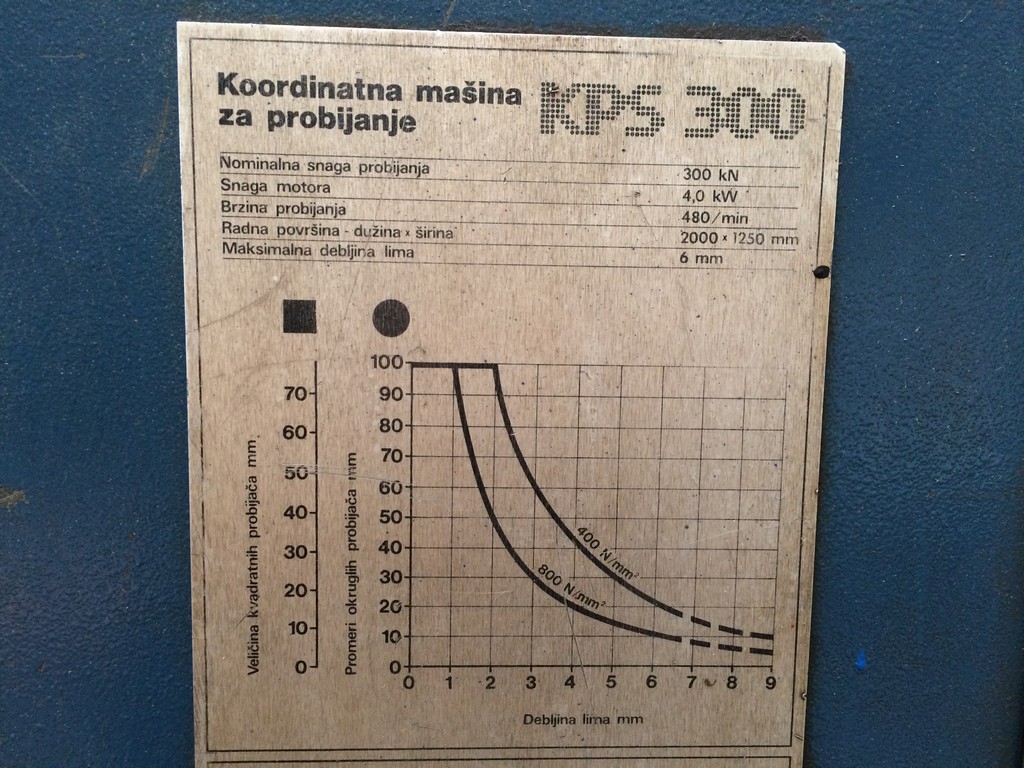 Koordinatna mašina
za probijanje
KPS 300
Nominalna snaga probijanja 300 kN
Snaga motora 4,0 kW
Brzina probijanja 480/min
Radna površina - dužina x širina 2000 x 1250 mm
Maksimalna debljina lima 6 mm
Veličina kvadratnih probijača mm
70
60
50
40
30
20
10
0
Promeri okruglih probijača mm
100
90
80
70
60
50
40
30
20
10
0
400 N/mm²
800 N/mm²
0 1 2 3 4 5 6 7 8 9
Debljina lima mm